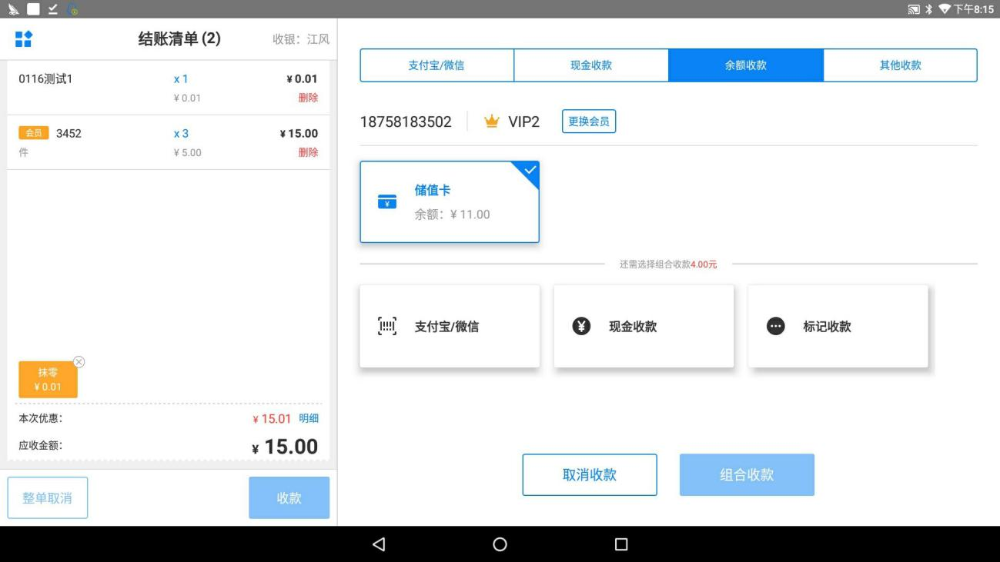 下午8:15
结账清单(2)
收银：江风
0116测试1 x 1 ¥ 0.01
¥ 0.01 删除
会员 3452 x 3 ¥ 15.00
件 ¥ 5.00 删除
抹零
¥ 0.01
本次优惠： ¥ 15.01 明细
应收金额： ¥ 15.00
整单取消 收款
支付宝/微信 现金收款 余额收款 其他收款
18758183502 VIP2 更换会员
储值卡
余额：¥ 11.00
还需选择组合收款4.00元
支付宝/微信 现金收款 标记收款
取消收款 组合收款